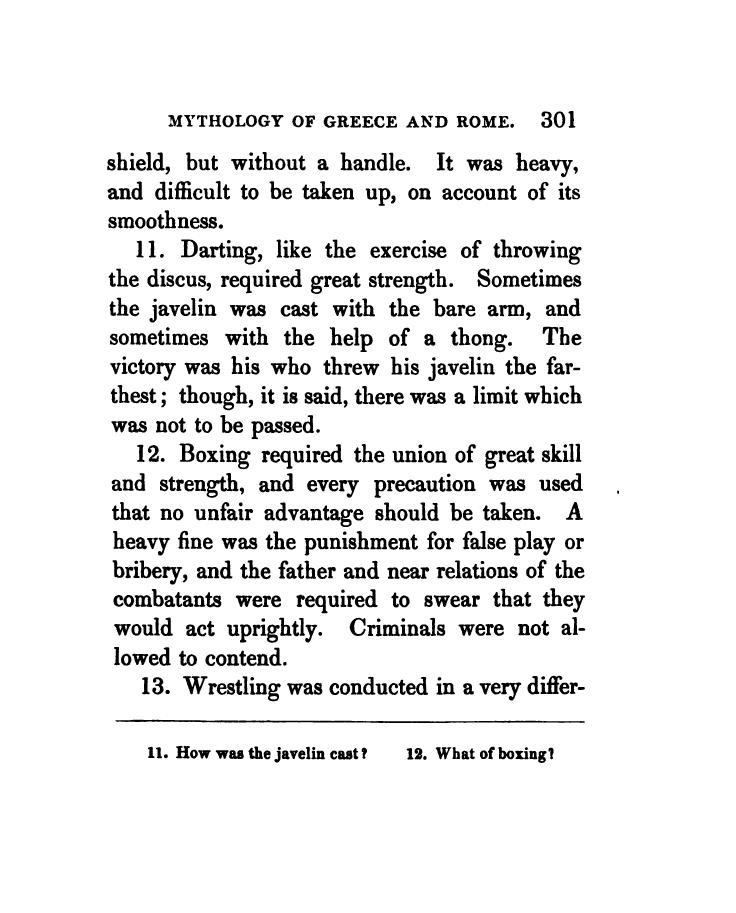 MYTHOLOGY OF GREECE AND ROME. 301
shield, but without a handle. It was heavy,
and difficult to be taken up, on account of its
smoothness.
11. Darting, like the exercise of throwing
the discus, required great strength. Sometimes
the javelin was cast with the bare arm, and
sometimes with the help of a thong. The
victory was his who threw his javelin the far-
thest; though, it is said, there was a limit which
was not to be passed.
12. Boxing required the union of great skill
and strength, and every precaution was used
that no unfair advantage should be taken. A
heavy fine was the punishment for false play or
bribery, and the father and near relations of the
combatants were required to swear that they
would act uprightly. Criminals were not al-
lowed to contend.
13. Wrestling was conducted in a very differ-
11. How was the javelin cast? 12. What of boxing?